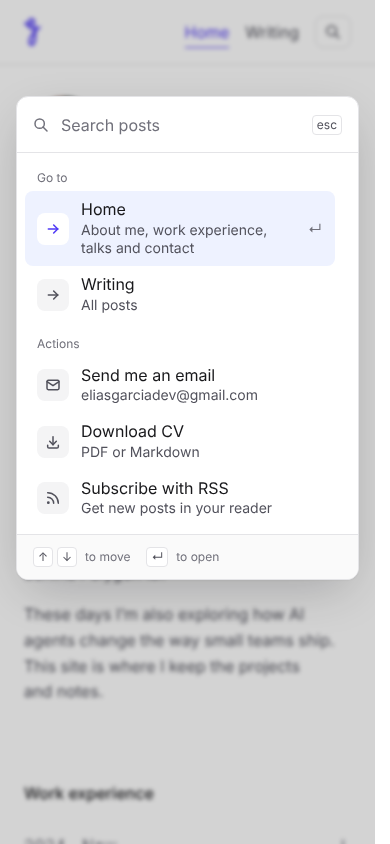 Home Writing
Search posts esc
Go to
Home
About me, work experience,
talks and contact
Writing
All posts
Actions
Send me an email
eliasgarciadev@gmail.com
Download CV
PDF or Markdown
Subscribe with RSS
Get new posts in your reader
to move to open
These days I'm also exploring how AI
agents change the way small teams ship.
This site is where I keep the projects
and notes.
Work experience